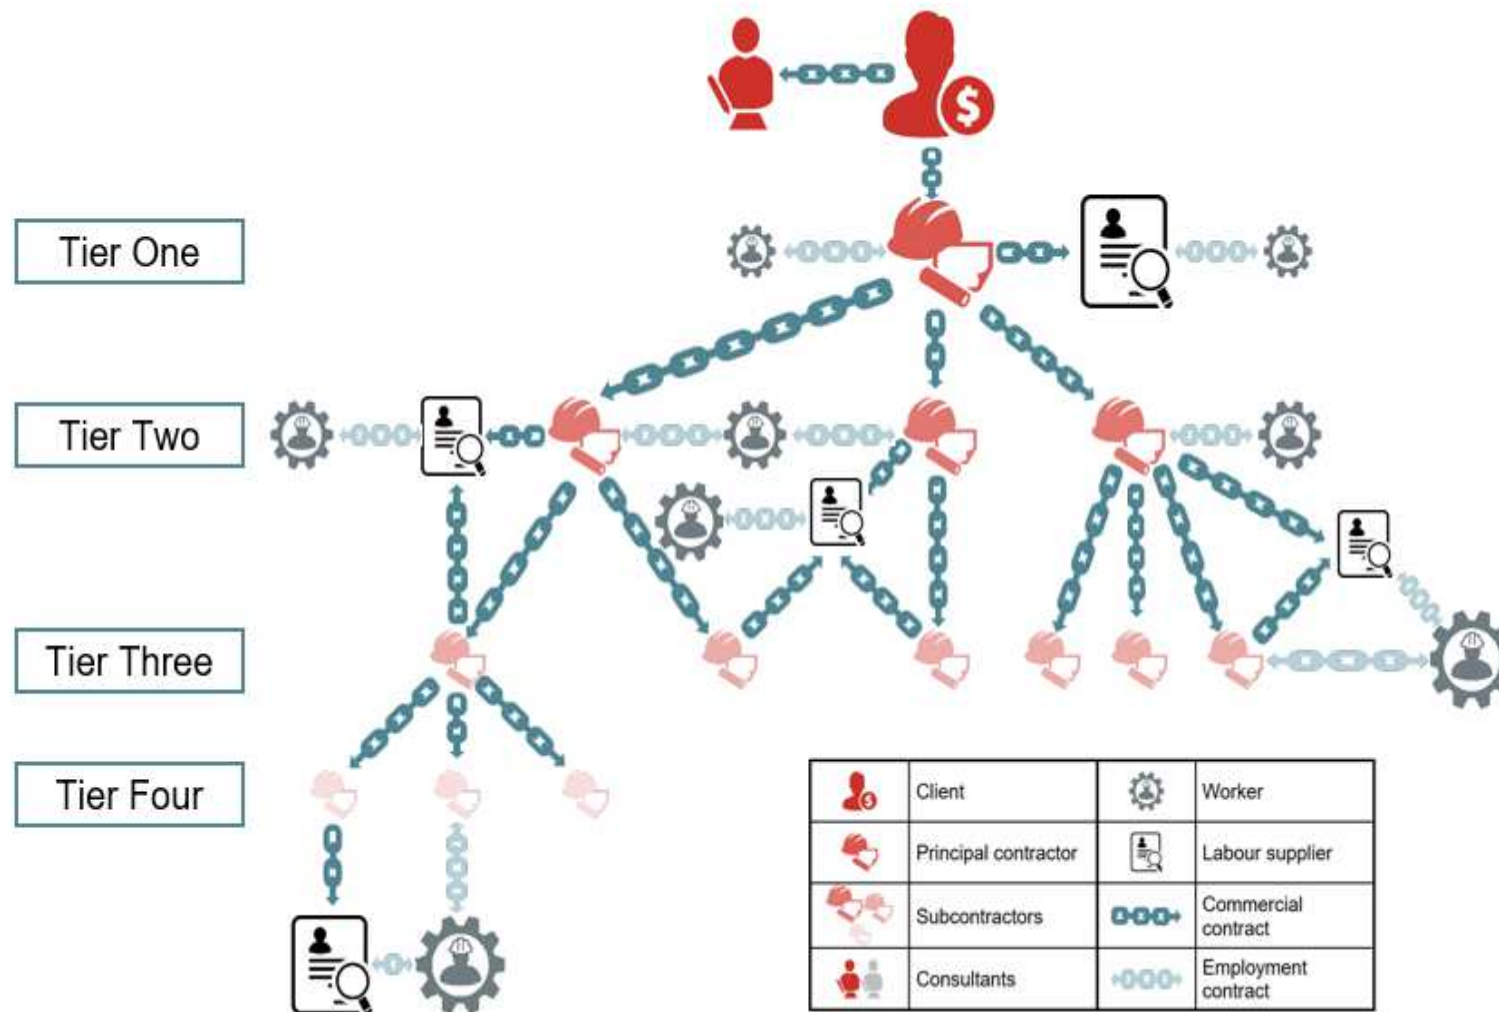 $
Tier One
Tier Two
Tier Three
Tier Four
Client
Worker
$
Principal contractor
Labour supplier
Subcontractors
Commercial
contract
Consultants
Employment
contract